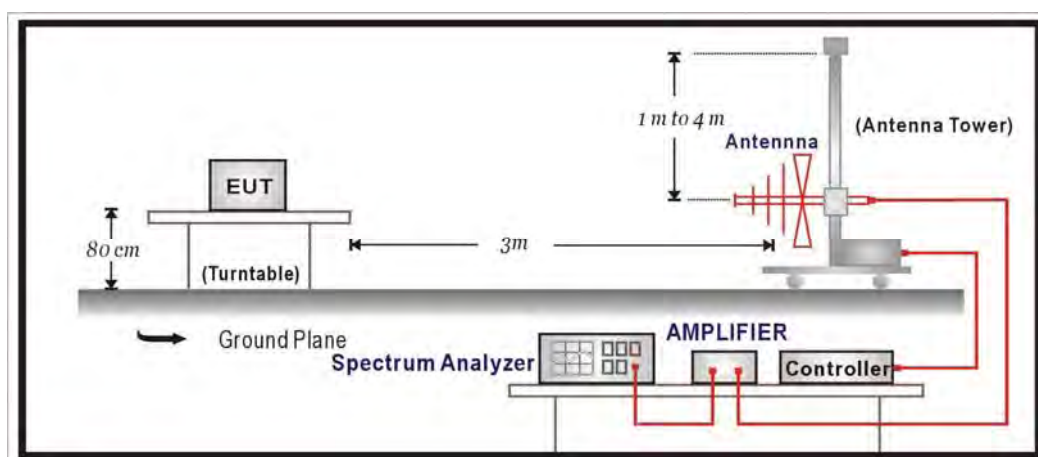 1 m to 4 m
(Antenna Tower)
Antennna
EUT
80 cm
3m
(Turntable)
Ground Plane
AMPLIFIER
Spectrum Analyzer
Controller